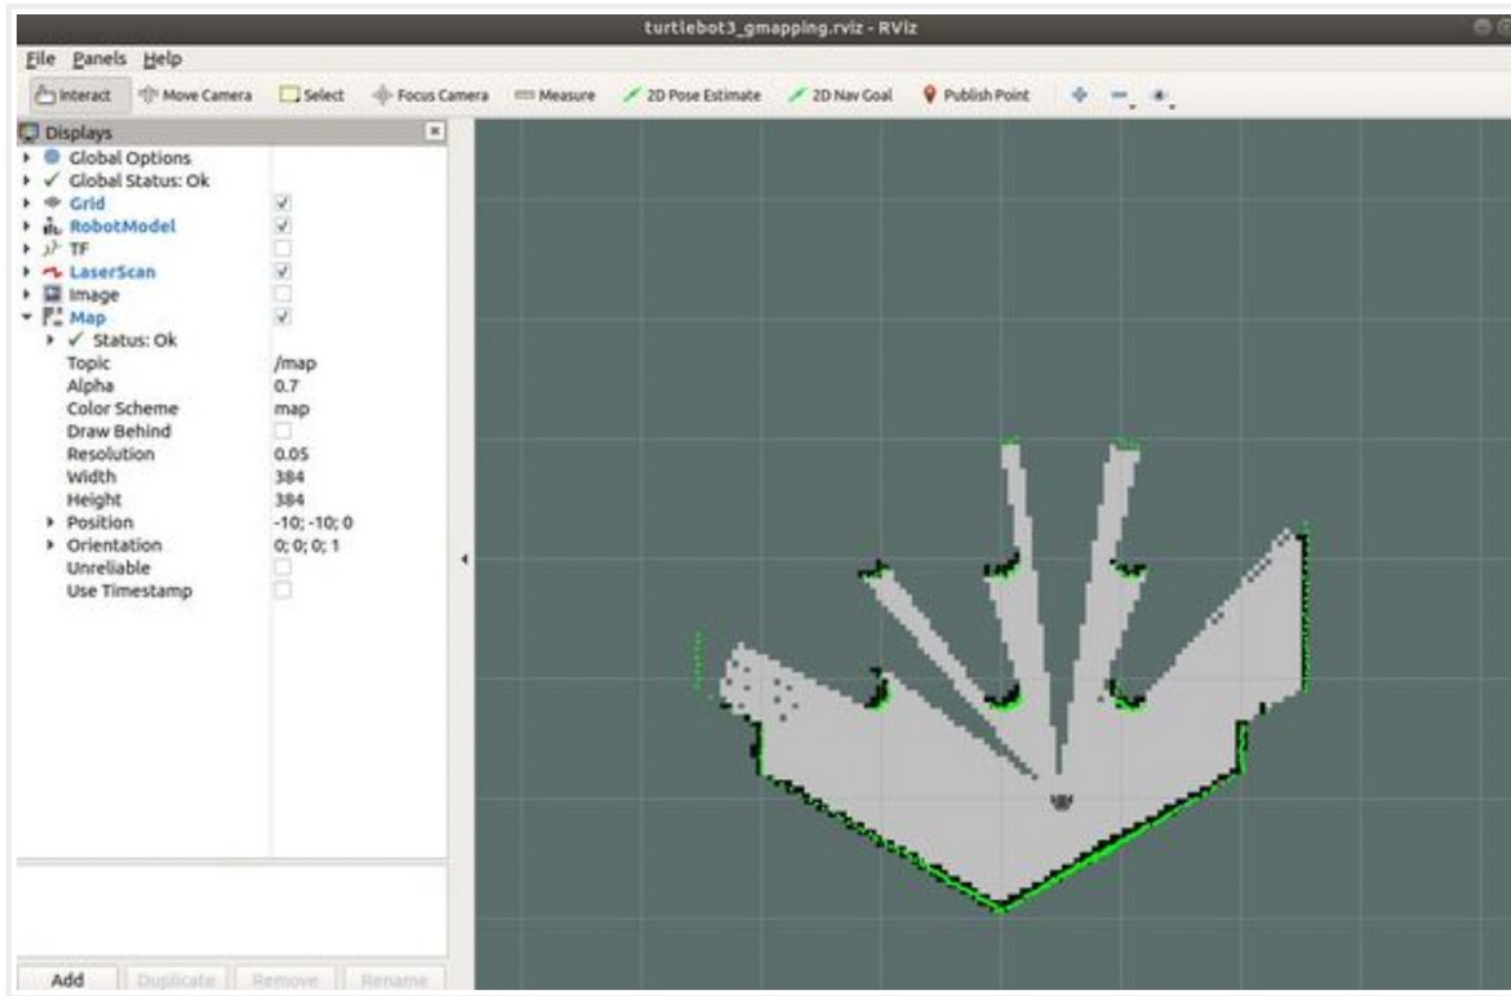 turtlebot3_gmapping.rviz - RViz
File Panels Help
Interact Move Camera Select Focus Camera Measure 2D Pose Estimate 2D Nav Goal Publish Point
Displays
Global Options
Global Status: Ok
Grid
RobotModel
TF
LaserScan
Image
Map
Status: Ok
Topic /map
Alpha 0.7
Color Scheme map
Draw Behind
Resolution 0.05
Width 384
Height 384
Position -10; -10; 0
Orientation 0; 0; 0; 1
Unreliable
Use Timestamp
Add Duplicate Remove Rename